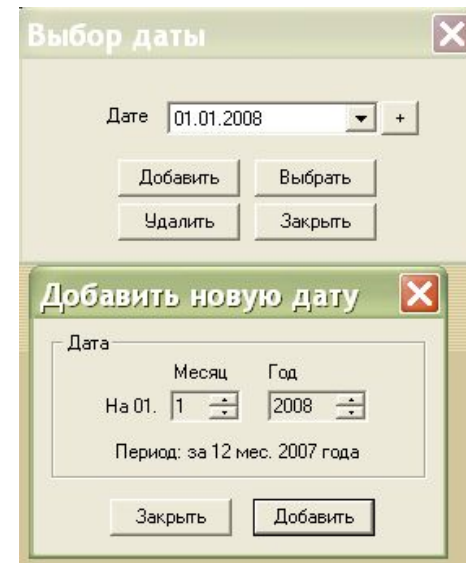 Выбор даты
Дате 01.01.2008 +
Добавить Выбрать
Удалить Закрыть
Добавить новую дату
Дата
Месяц Год
На 01. 1 2008
Период: за 12 мес. 2007 года
Закрыть Добавить